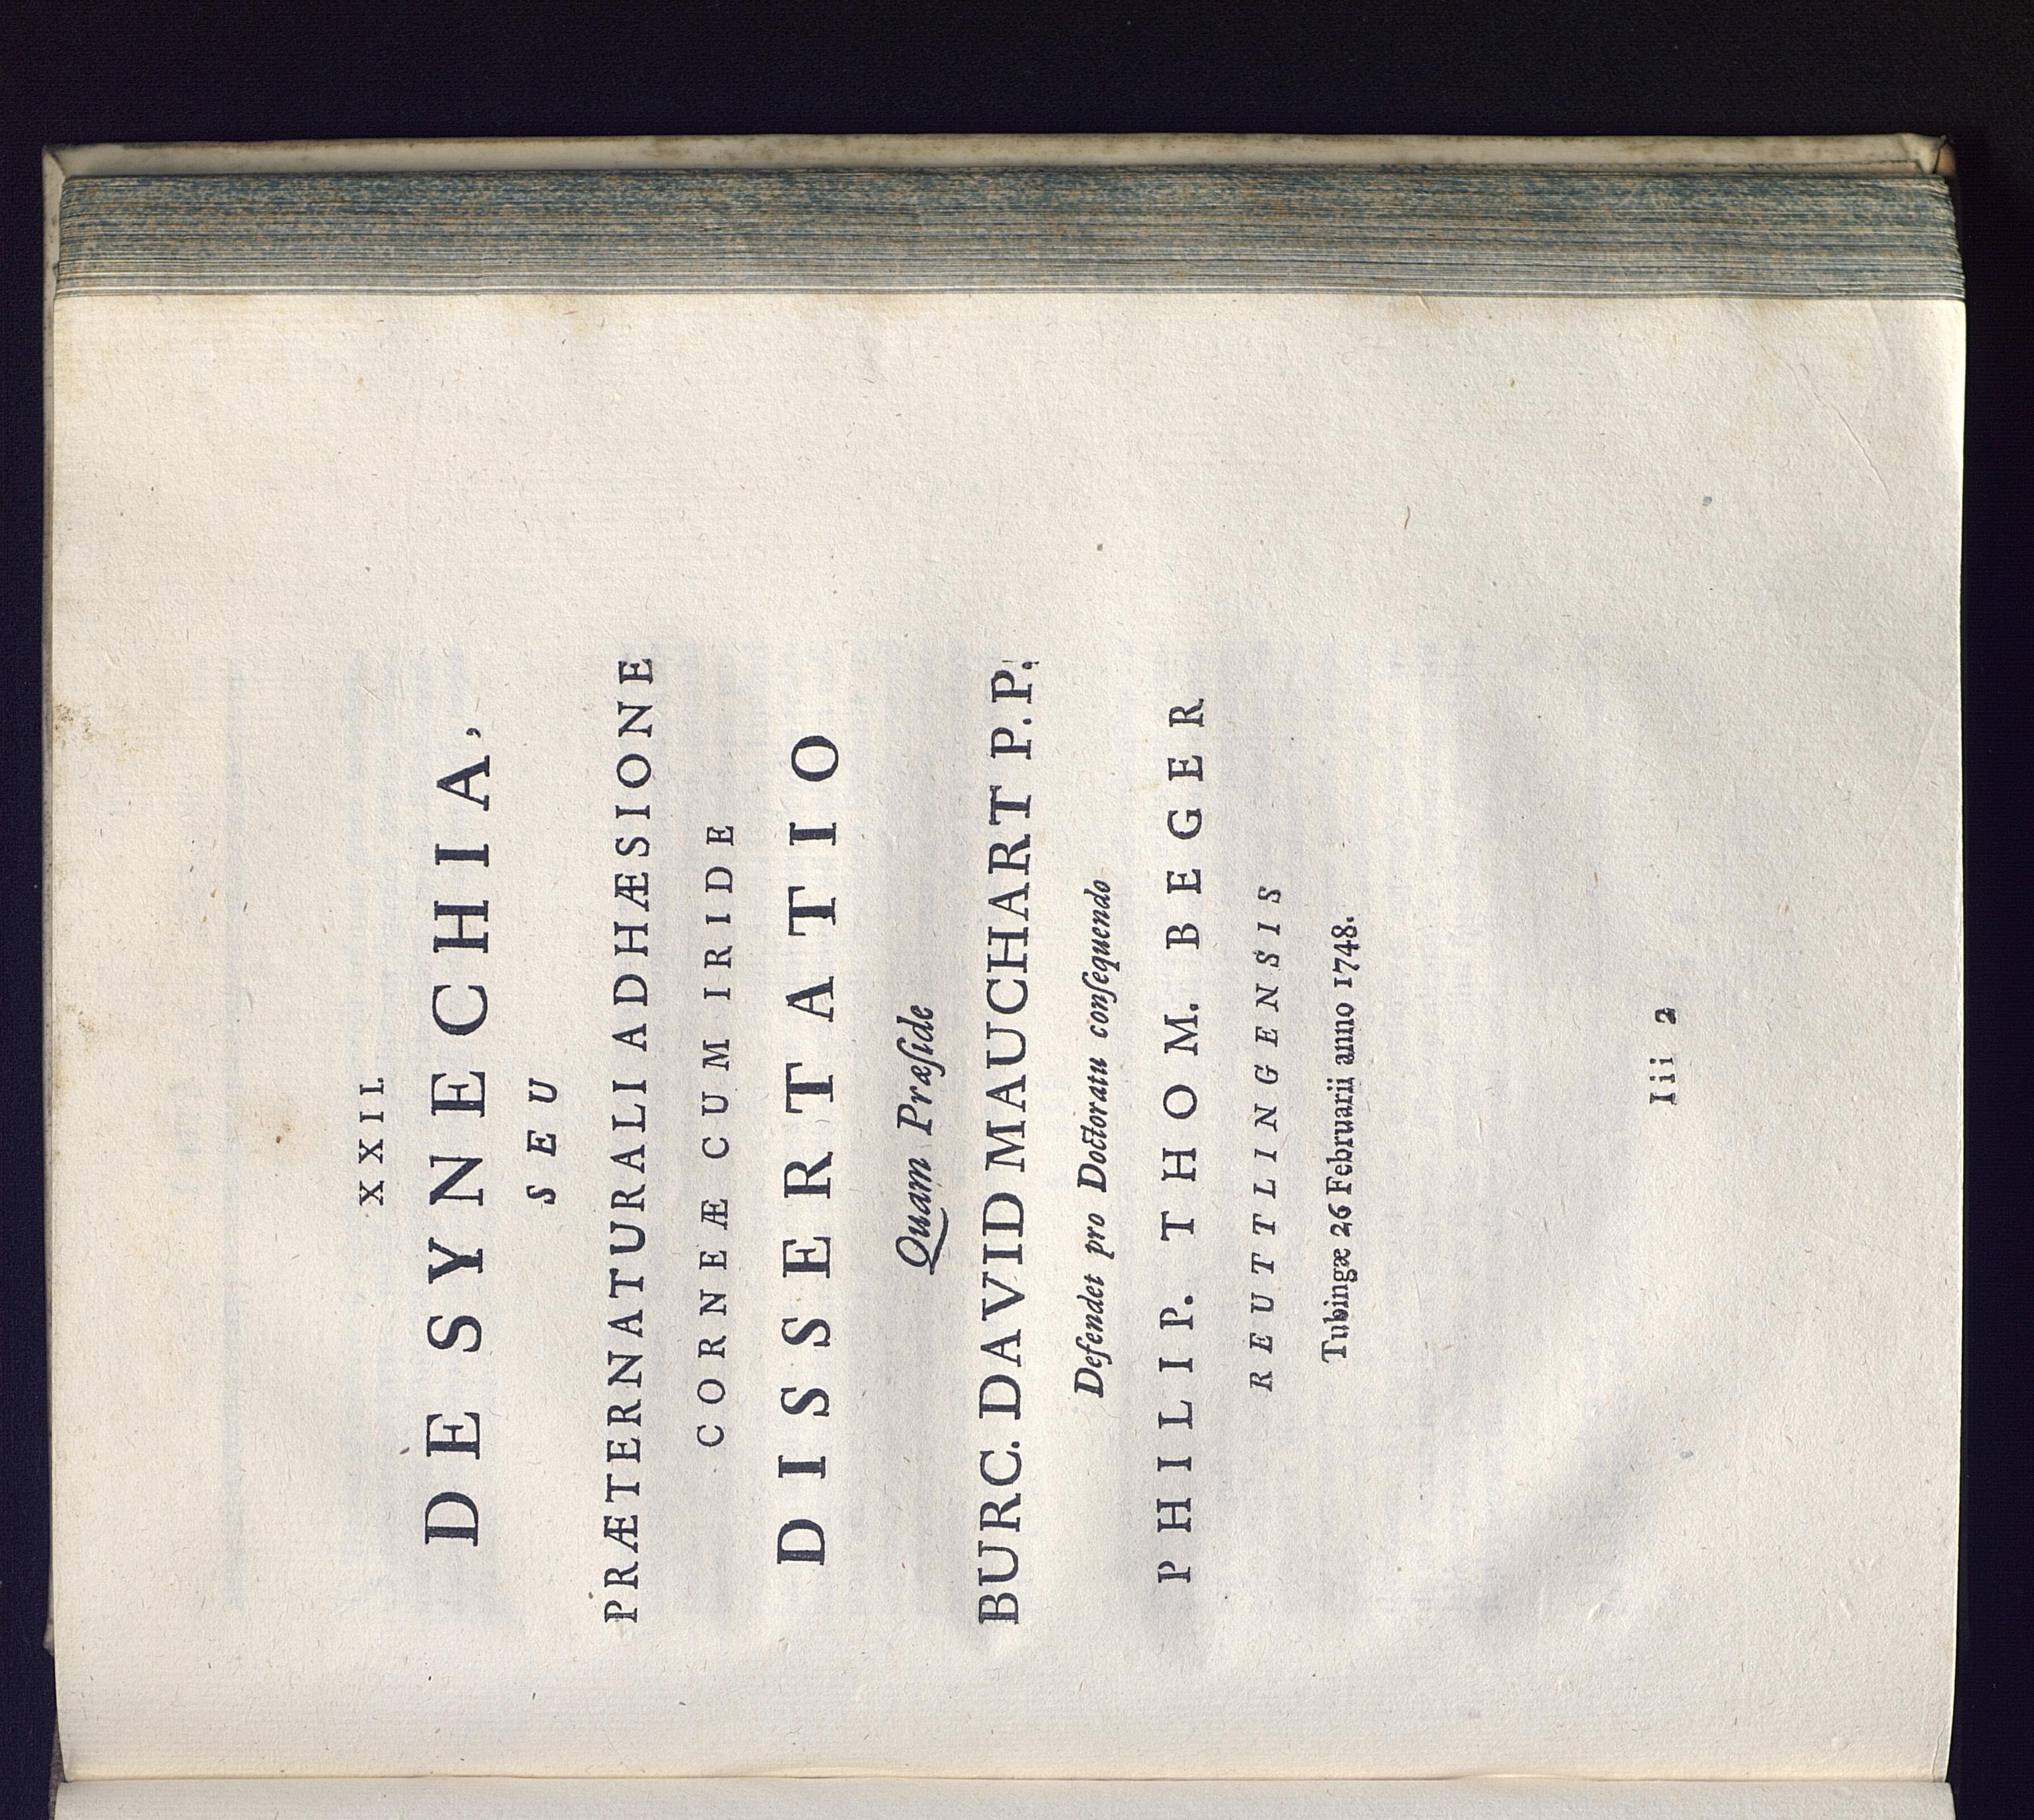 XXII.
DE SYNECHIA,
SEU
PRÆTERNATURALI ADHÆSIONE
CORNEÆ CUM IRIDE
DISSERTATIO
Quam Præſide
BURC. DAVID MAUCHART P. P.
Defendet pro Doctoratu conſequendo
PHILIP. THOM. BEGER
REUTTLINGENSIS
Tubingæ 26 Februarii anno 1748.
Iii 2